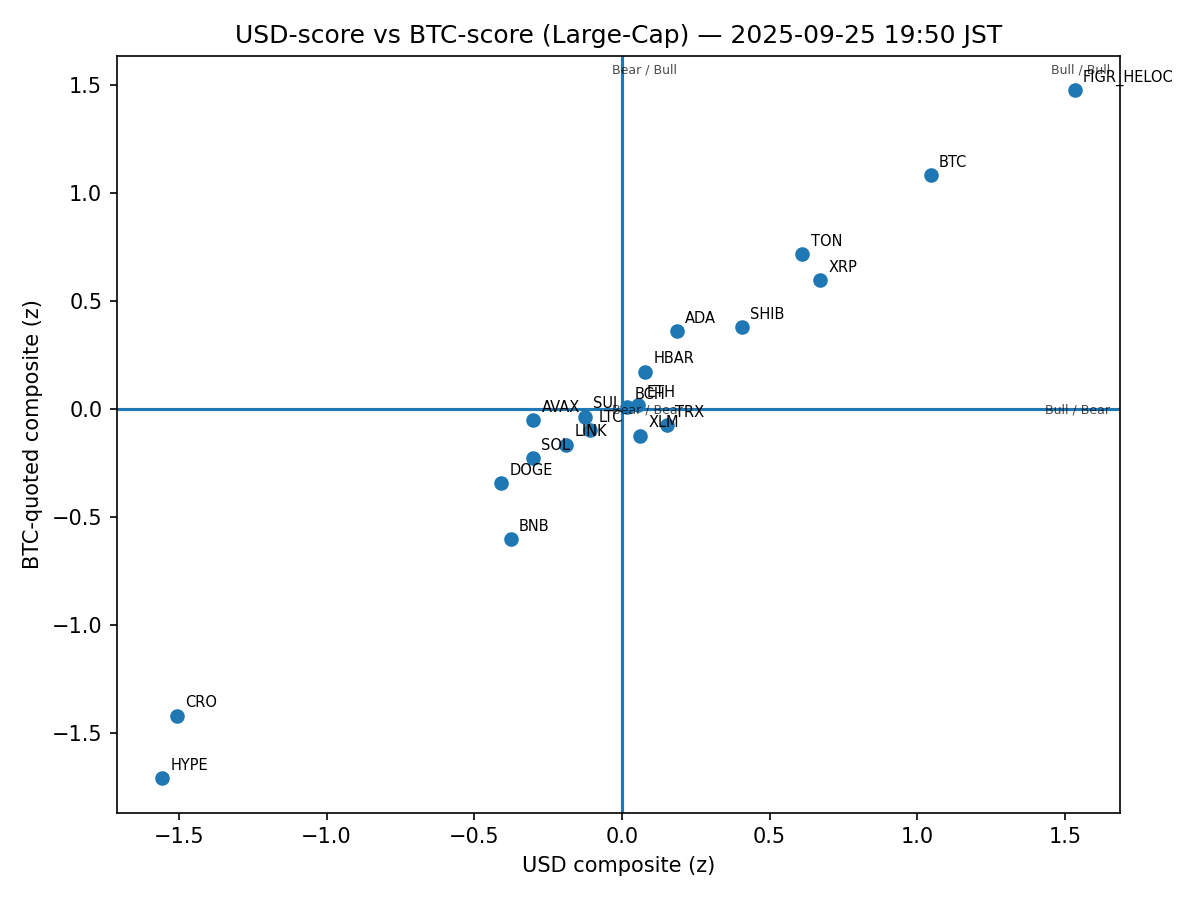 USD-score vs BTC-score (Large-Cap) — 2025-09-25 19:50 JST
Bear / Bull
Bull / Bull
FIGR_HELOC
BTC
TON
XRP
SHIB
ADA
HBAR
ETH
BCH
SUI
Bear / Bear
Bull / Bear
TRX
AVAX
LTC
XLM
LINK
SOL
DOGE
BNB
CRO
HYPE
1.5
1.0
0.5
0.0
−0.5
−1.0
−1.5
BTC-quoted composite (z)
−1.5
−1.0
−0.5
0.0
0.5
1.0
1.5
USD composite (z)